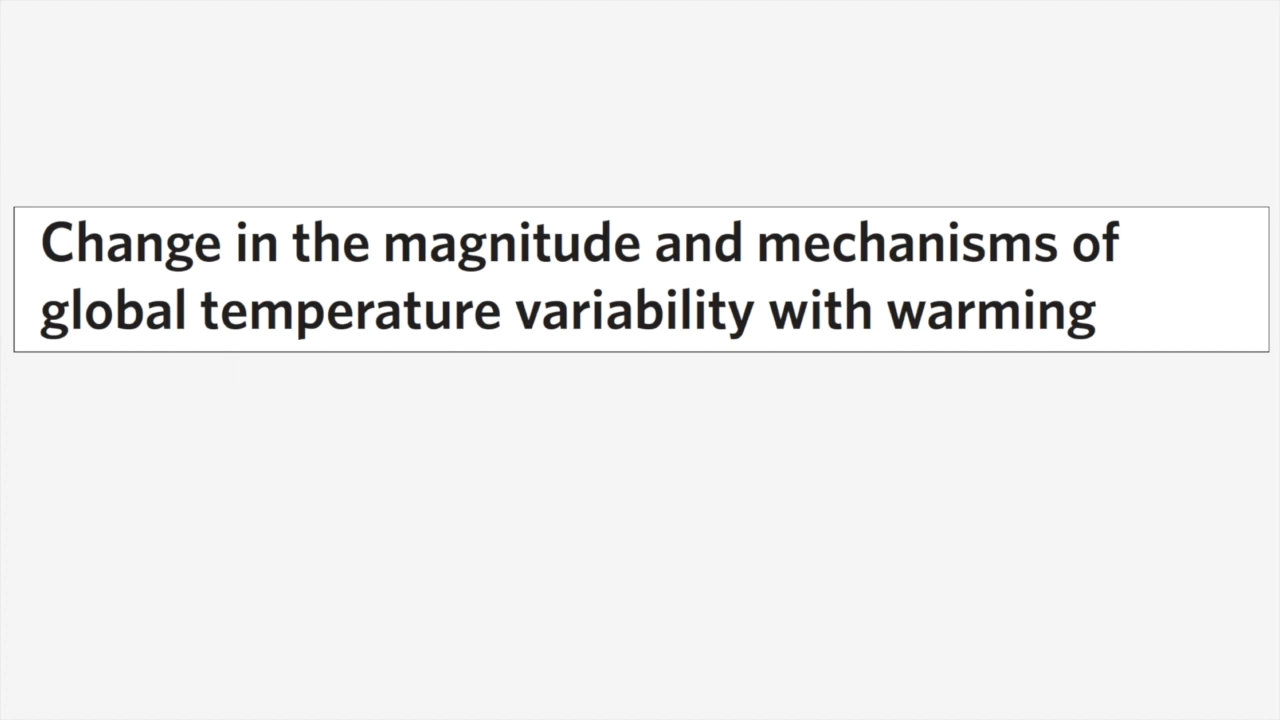 Change in the magnitude and mechanisms of
global temperature variability with warming